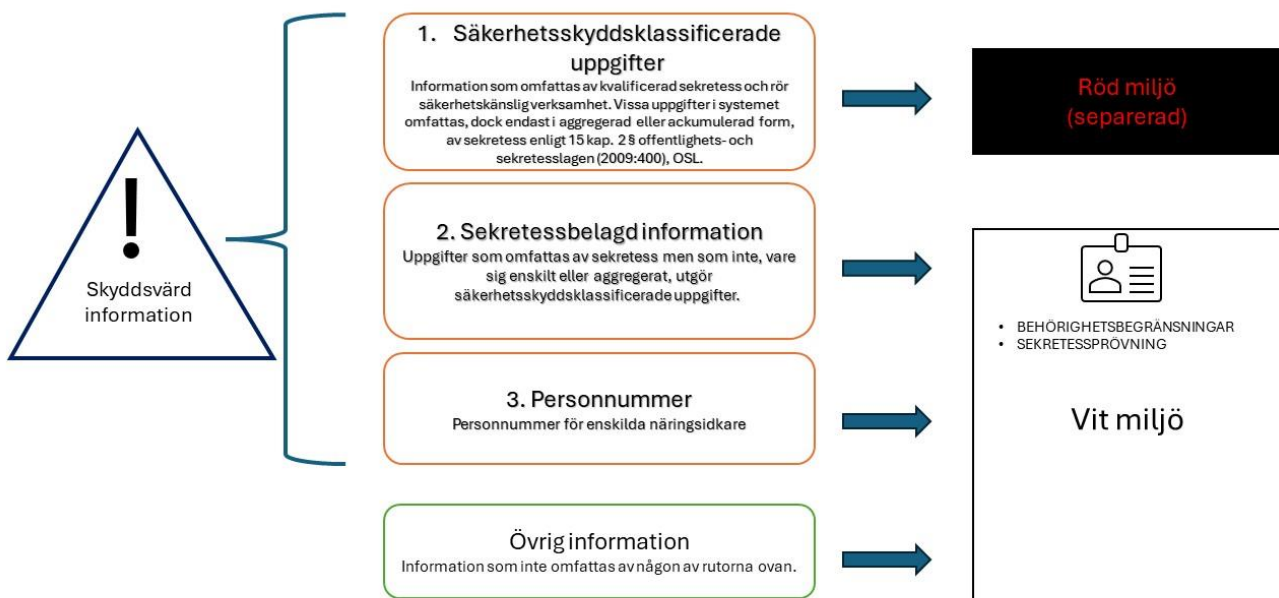 !
Skyddsvärd
information
1. Säkerhetsskyddsklassificerade
uppgifter
Information som omfattas av kvalificerad sekretess och rör
säkerhetskänslig verksamhet. Vissa uppgifter i systemet
omfattas, dock endast i aggregerad eller ackumulerad form,
av sekretess enligt 15 kap. 2 § offentlighets- och
sekretesslagen (2009:400), OSL.
Röd miljö
(separerad)
2. Sekretessbelagd information
Uppgifter som omfattas av sekretess men som inte, vare
sig enskilt eller aggregerat, utgör
säkerhetsskyddsklassificerade uppgifter.
3. Personnummer
Personnummer för enskilda näringsidkare
Övrig information
Information som inte omfattas av någon av rutorna ovan.
• BEHÖRIGHETSBEGRÄNSNINGAR
• SEKRETESSPRÖVNING
Vit miljö